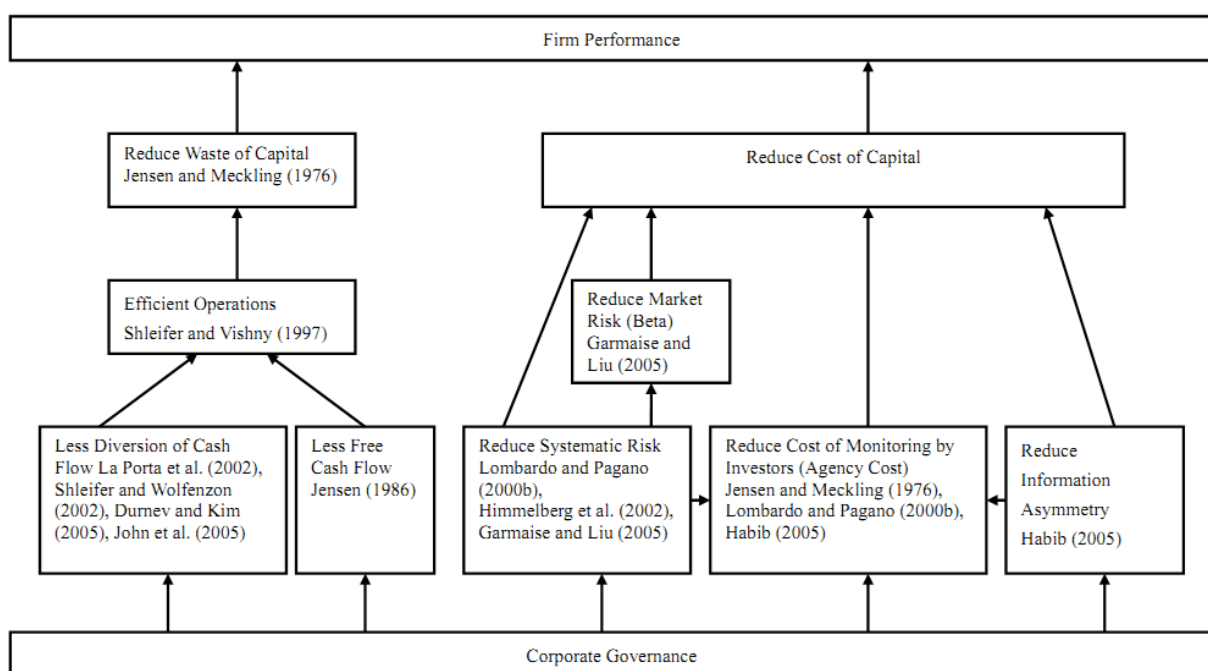 Firm Performance
Reduce Waste of Capital
Jensen and Meckling (1976)
Reduce Cost of Capital
Efficient Operations
Shleifer and Vishny (1997)
Reduce Market
Risk (Beta)
Garmaise and
Liu (2005)
Less Diversion of Cash
Flow La Porta et al. (2002),
Shleifer and Wolfenzon
(2002), Durnev and Kim
(2005), John et al. (2005)
Less Free
Cash Flow
Jensen (1986)
Reduce Systematic Risk
Lombardo and Pagano
(2000b),
Himmelberg et al. (2002),
Garmaise and Liu (2005)
Reduce Cost of Monitoring by
Investors (Agency Cost)
Jensen and Meckling (1976),
Lombardo and Pagano (2000b),
Habib (2005)
Reduce
Information
Asymmetry
Habib (2005)
Corporate Governance